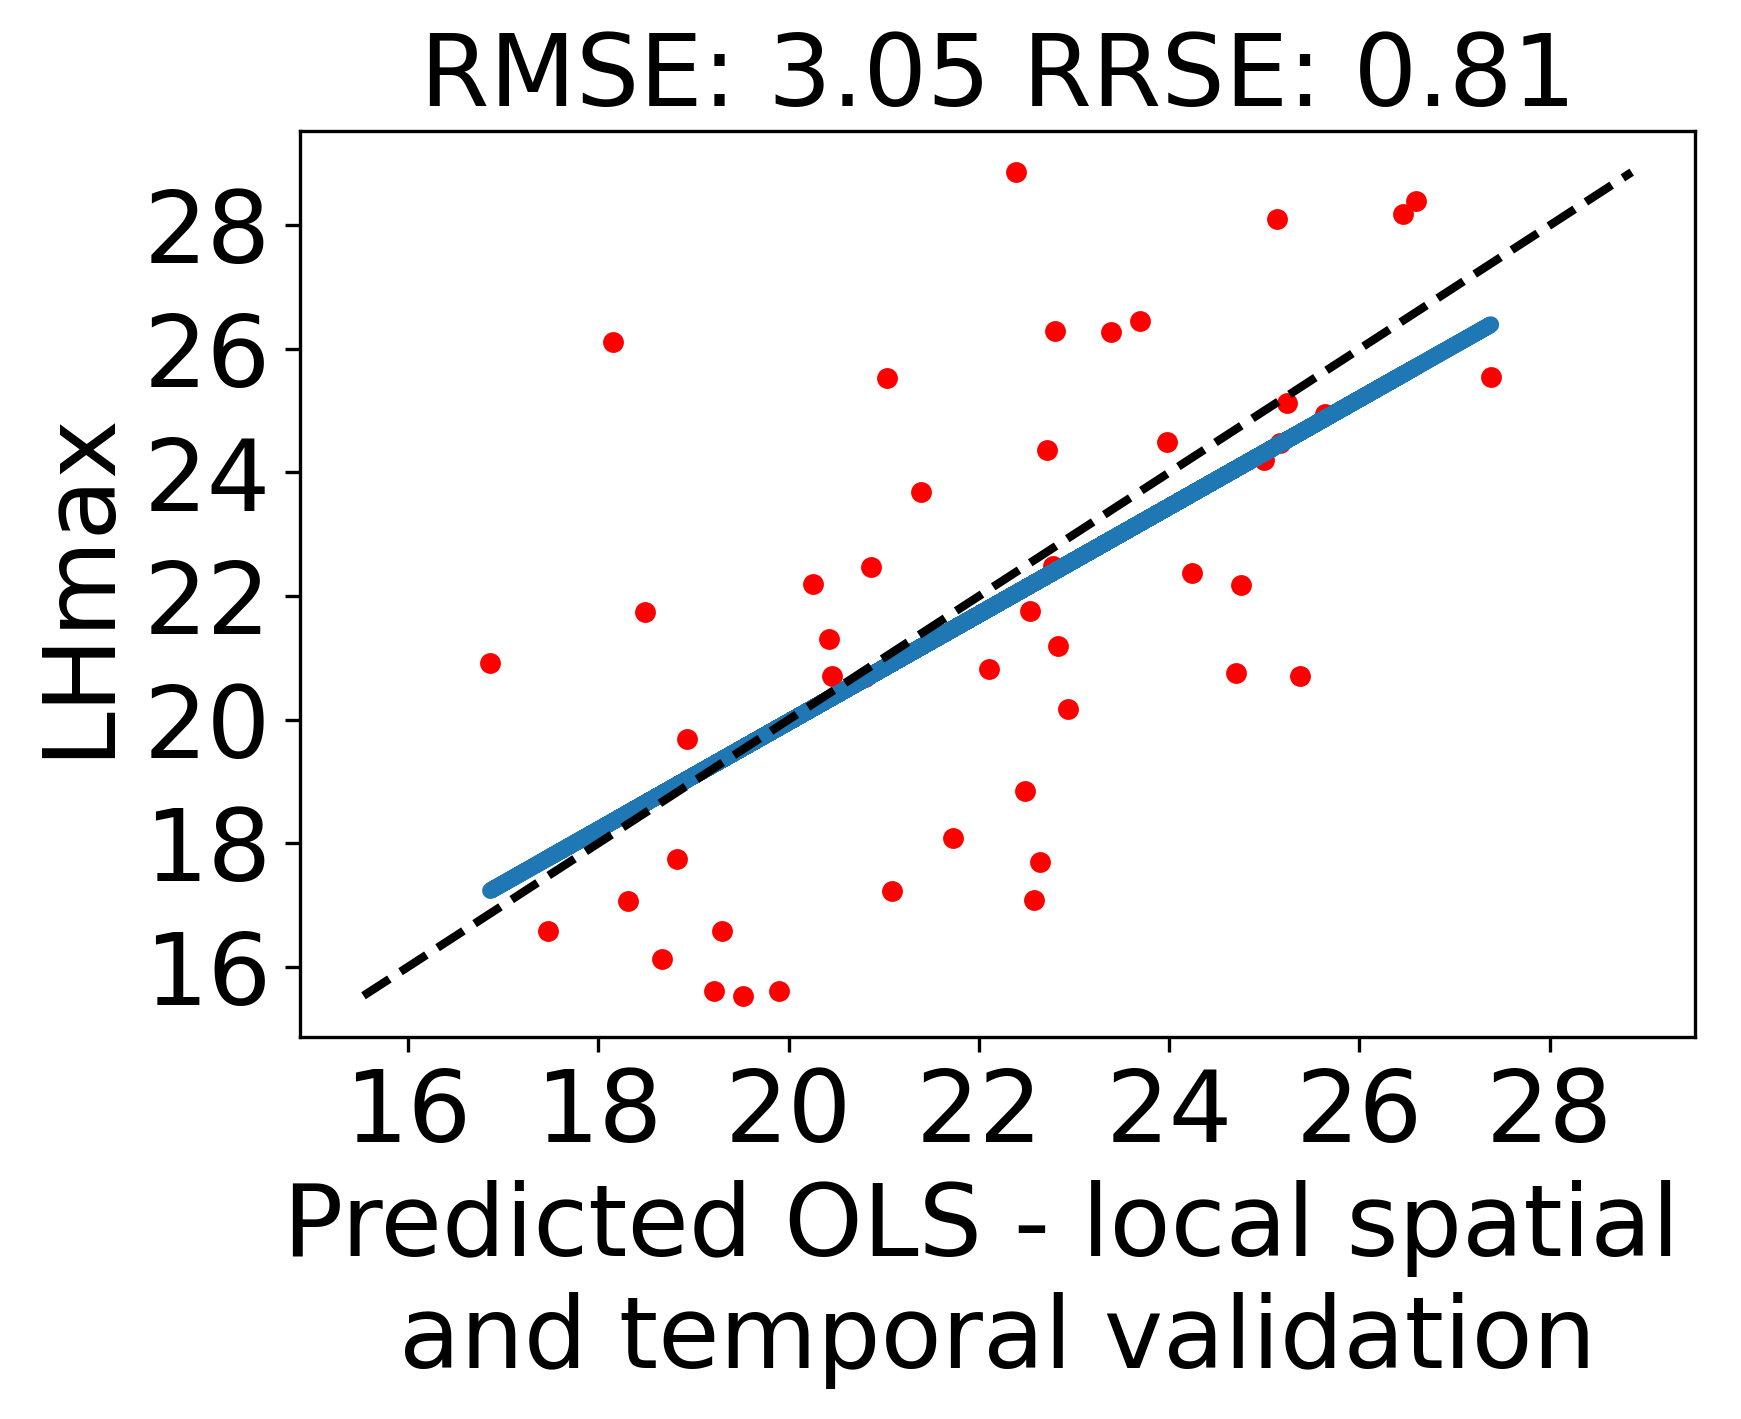 RMSE: 3.05 RRSE: 0.81
28
26
24
22
20
18
16
LHmax
16 18 20 22 24 26 28
Predicted OLS - local spatial
and temporal validation